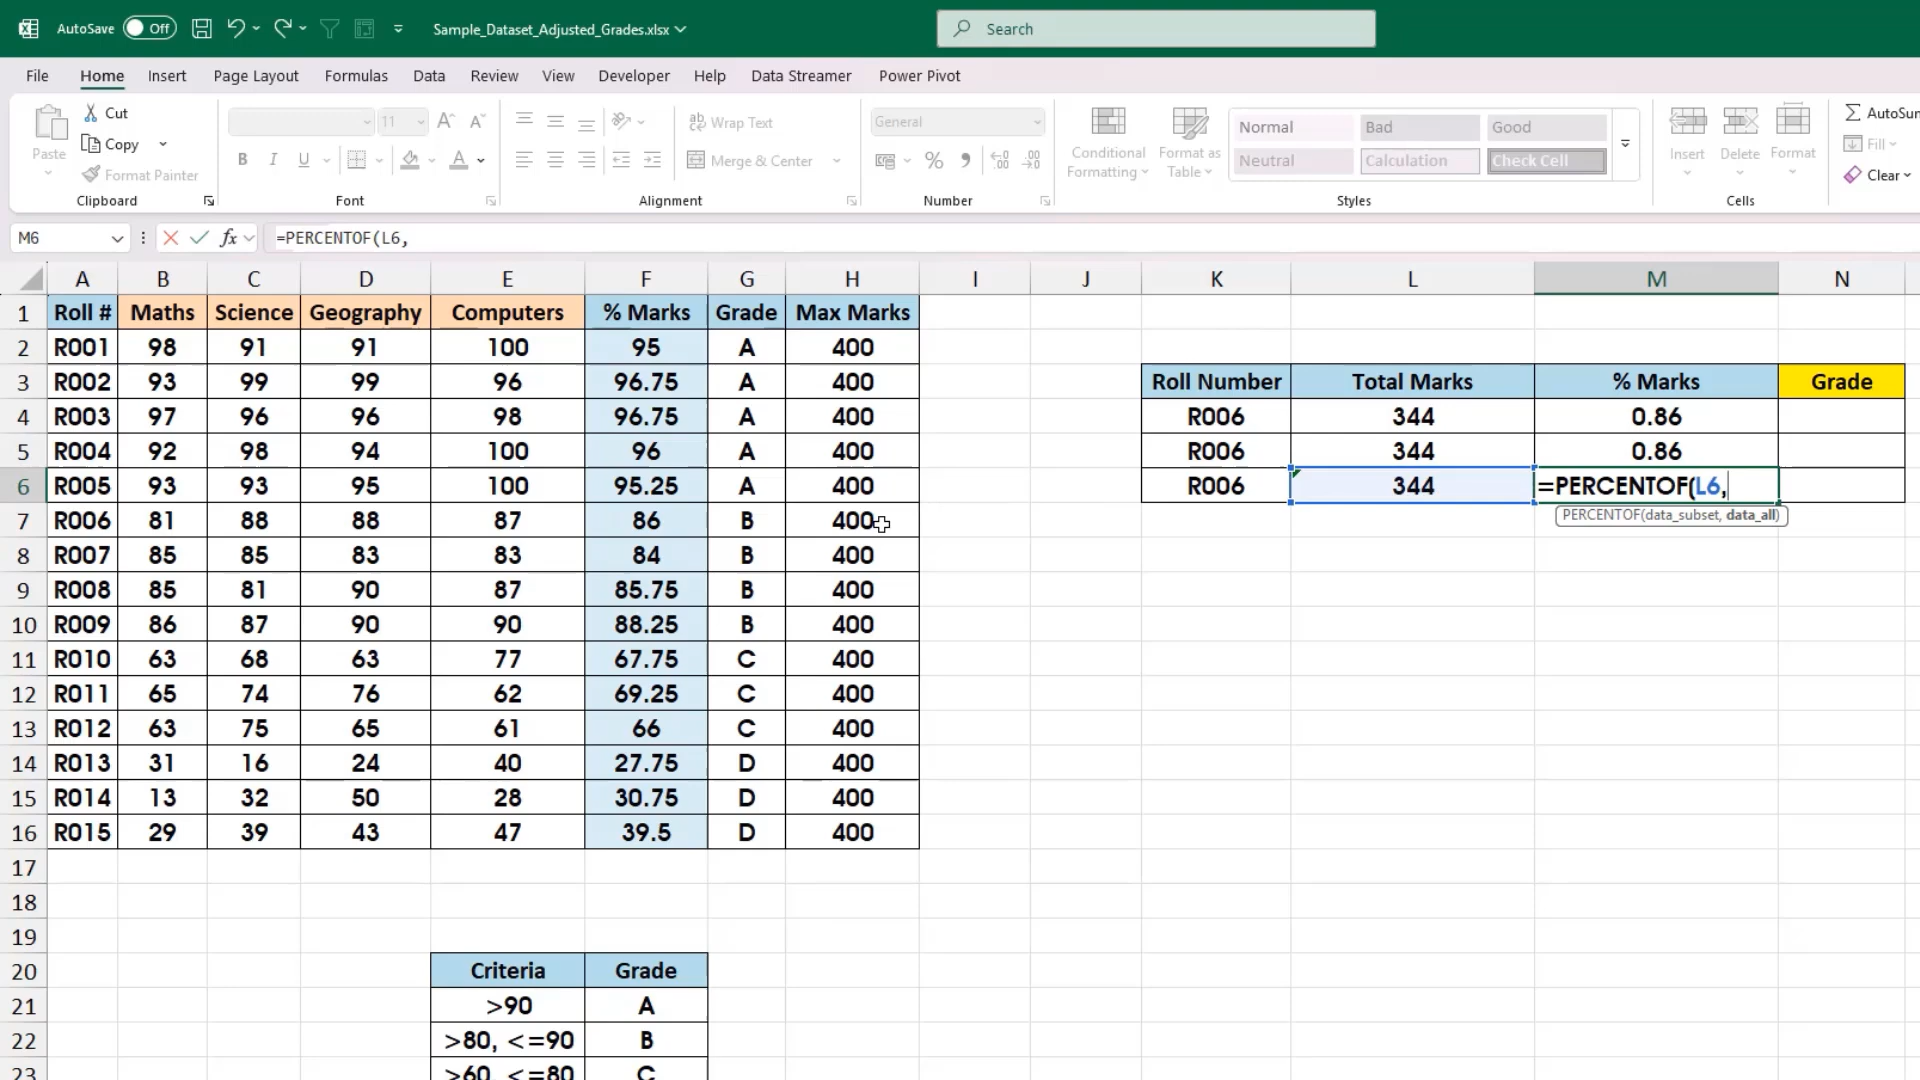 AutoSave Off Sample_Dataset_Adjusted_Grades.xlsx Search
File Home Insert Page Layout Formulas Data Review View Developer Help Data Streamer Power Pivot
Cut
Copy
Format Painter
Paste
Clipboard
11
B I U
Font
Wrap Text
Merge & Center
Alignment
General
Number
Conditional Formatting
Format as Table
Normal Bad Good
Neutral Calculation Check Cell
Styles
Insert Delete Format
Cells
AutoSum
Fill
Clear
M6 fx =PERCENTOF(L6,
A B C D E F G H I J K L M N
1 Roll # Maths Science Geography Computers % Marks Grade Max Marks
2 R001 98 91 91 100 95 A 400
3 R002 93 99 99 96 96.75 A 400 Roll Number Total Marks % Marks Grade
4 R003 97 96 96 98 96.75 A 400 R006 344 0.86
5 R004 92 98 94 100 96 A 400 R006 344 0.86
6 R005 93 93 95 100 95.25 A 400 R006 344 =PERCENTOF(L6,
PERCENTOF(data_subset, data_all)
7 R006 81 88 88 87 86 B 400
8 R007 85 85 83 83 84 B 400
9 R008 85 81 90 87 85.75 B 400
10 R009 86 87 90 90 88.25 B 400
11 R010 63 68 63 77 67.75 C 400
12 R011 65 74 76 62 69.25 C 400
13 R012 63 75 65 61 66 C 400
14 R013 31 16 24 40 27.75 D 400
15 R014 13 32 50 28 30.75 D 400
16 R015 29 39 43 47 39.5 D 400
17
18
19
20 Criteria Grade
21 >90 A
22 >80, <=90 B
23 >60, <=80 C